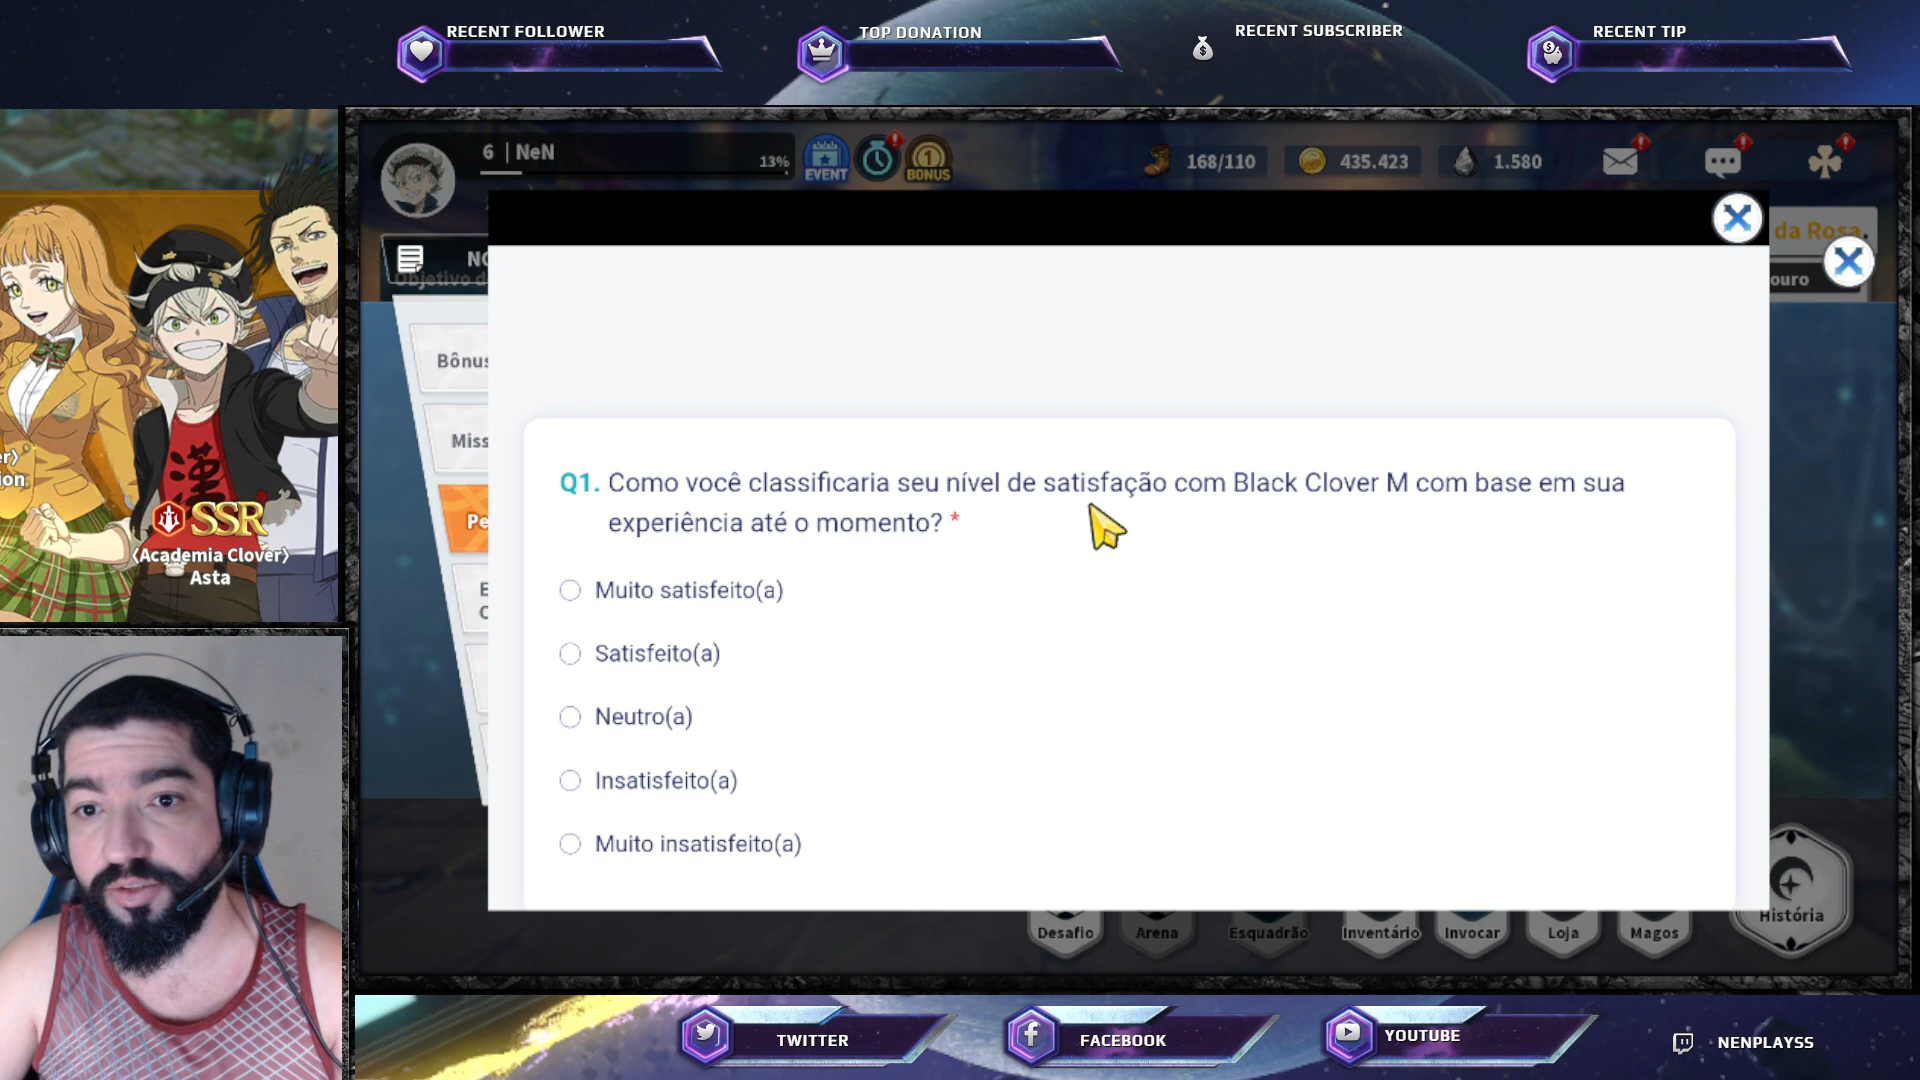 RECENT FOLLOWER
TOP DONATION
RECENT SUBSCRIBER
RECENT TIP
6 | NeN
13%
EVENT
BONUS
168/110
435.423
1.580
da Rosa.
ouro
Bônus
Miss
Pe
Q1. Como você classificaria seu nível de satisfação com Black Clover M com base em sua
experiência até o momento? *
Muito satisfeito(a)
Satisfeito(a)
Neutro(a)
Insatisfeito(a)
Muito insatisfeito(a)
er〉
ion
漢
SSR
〈Academia Clover〉
Asta
Desafio
Arena
Esquadrão
Inventário
Invocar
Loja
Magos
História
TWITTER
FACEBOOK
YOUTUBE
NENPLAYSS